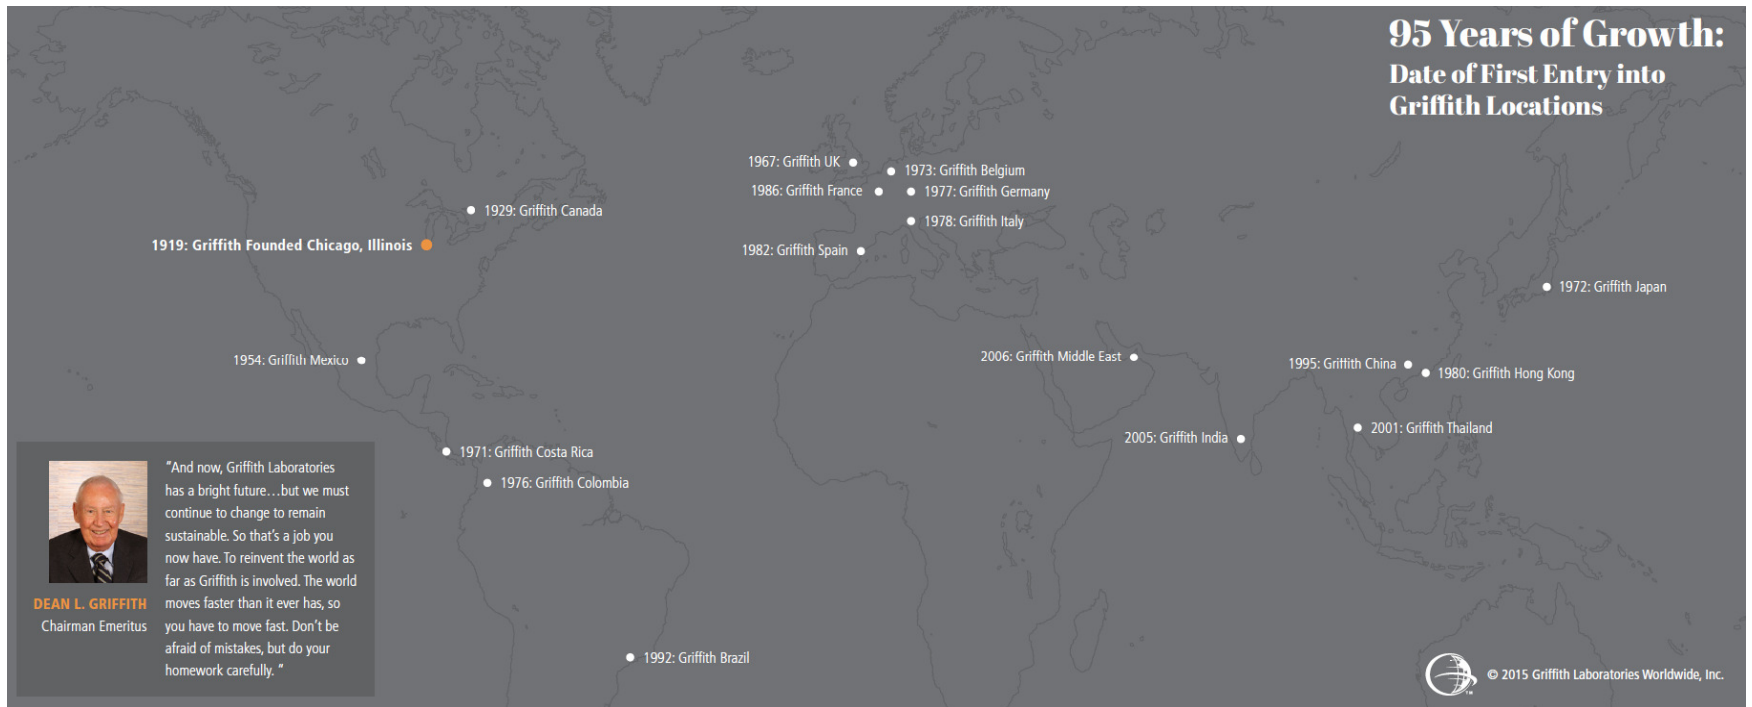 95 Years of Growth:
Date of First Entry into
Griffith Locations
1967: Griffith UK
1973: Griffith Belgium
1986: Griffith France
1977: Griffith Germany
1929: Griffith Canada
1978: Griffith Italy
1919: Griffith Founded Chicago, Illinois
1982: Griffith Spain
1972: Griffith Japan
1954: Griffith Mexico
2006: Griffith Middle East
1995: Griffith China
1980: Griffith Hong Kong
2001: Griffith Thailand
2005: Griffith India
1971: Griffith Costa Rica
1976: Griffith Colombia
1992: Griffith Brazil
"And now, Griffith Laboratories
has a bright future…but we must
continue to change to remain
sustainable. So that's a job you
now have. To reinvent the world as
far as Griffith is involved. The world
moves faster than it ever has, so
you have to move fast. Don't be
afraid of mistakes, but do your
homework carefully. "
DEAN L. GRIFFITH
Chairman Emeritus
TM
© 2015 Griffith Laboratories Worldwide, Inc.